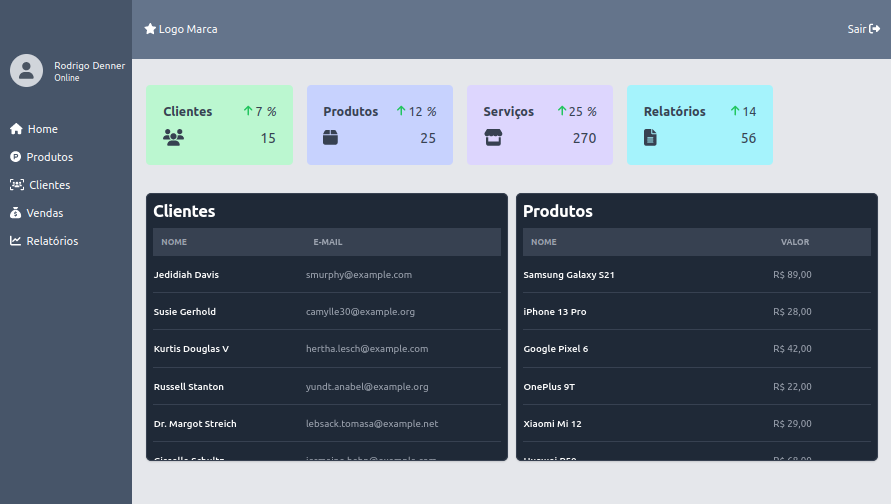 Logo Marca
Sair
Rodrigo Denner
Online
Home
Produtos
Clientes
Vendas
Relatórios
Clientes 7 %
15
Produtos 12 %
25
Serviços 25 %
270
Relatórios 14
56
Clientes
NOME E-MAIL
Jedidiah Davis smurphy@example.com
Susie Gerhold camylle30@example.org
Kurtis Douglas V hertha.lesch@example.com
Russell Stanton yundt.anabel@example.org
Dr. Margot Streich lebsack.tomasa@example.net
Produtos
NOME VALOR
Samsung Galaxy S21 R$ 89,00
iPhone 13 Pro R$ 28,00
Google Pixel 6 R$ 42,00
OnePlus 9T R$ 22,00
Xiaomi Mi 12 R$ 29,00